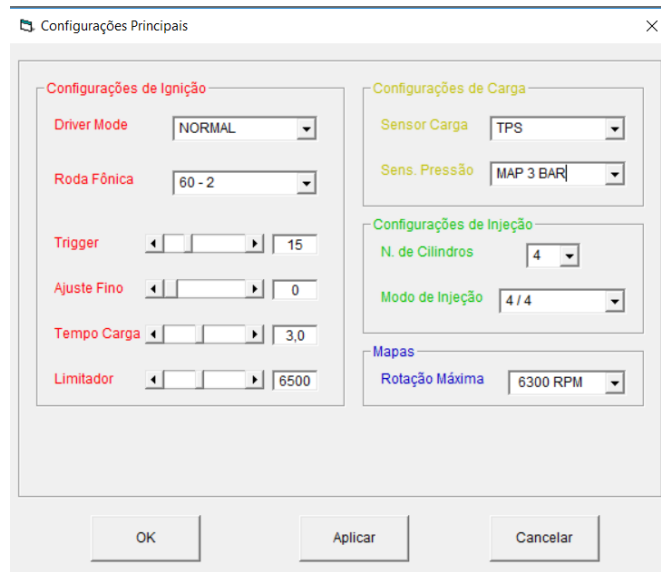 Configurações Principais
Configurações de Ignição
Driver Mode NORMAL
Roda Fônica 60 - 2
Trigger 15
Ajuste Fino 0
Tempo Carga 3,0
Limitador 6500
Configurações de Carga
Sensor Carga TPS
Sens. Pressão MAP 3 BAR
Configurações de Injeção
N. de Cilindros 4
Modo de Injeção 4 / 4
Mapas
Rotação Máxima 6300 RPM
OK Aplicar Cancelar